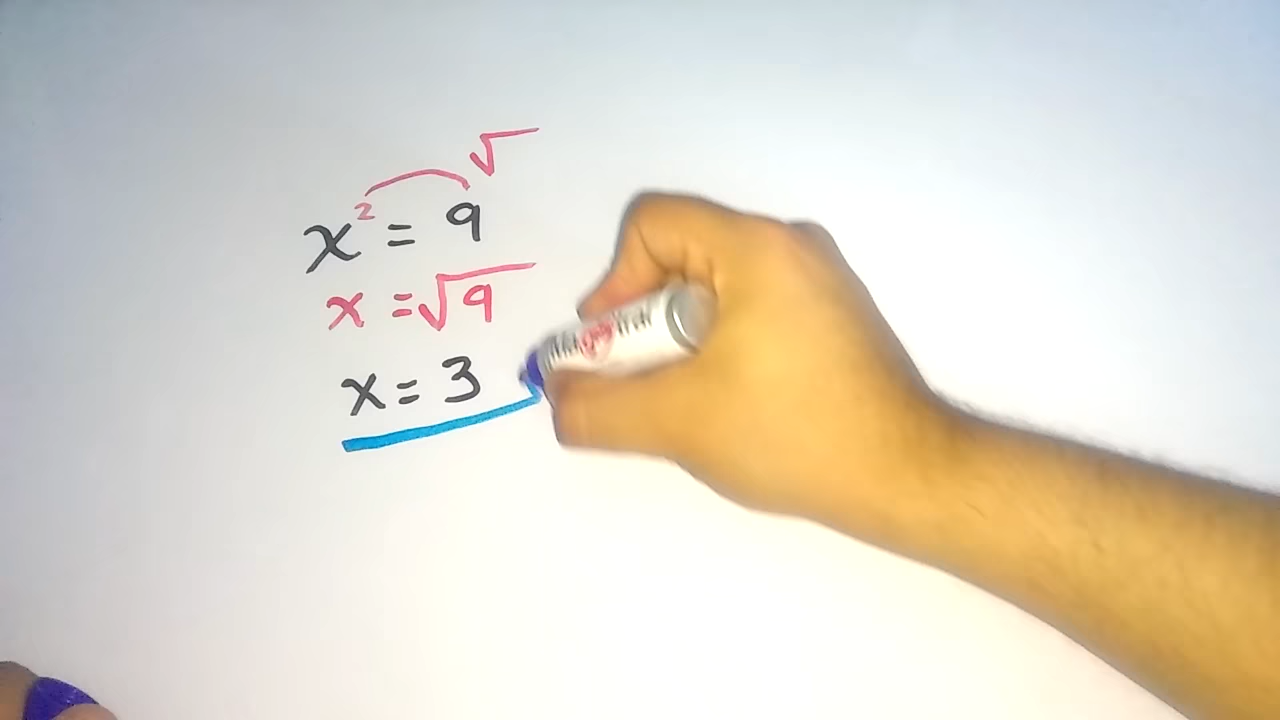 √
x² = 9
x = √9
x = 3